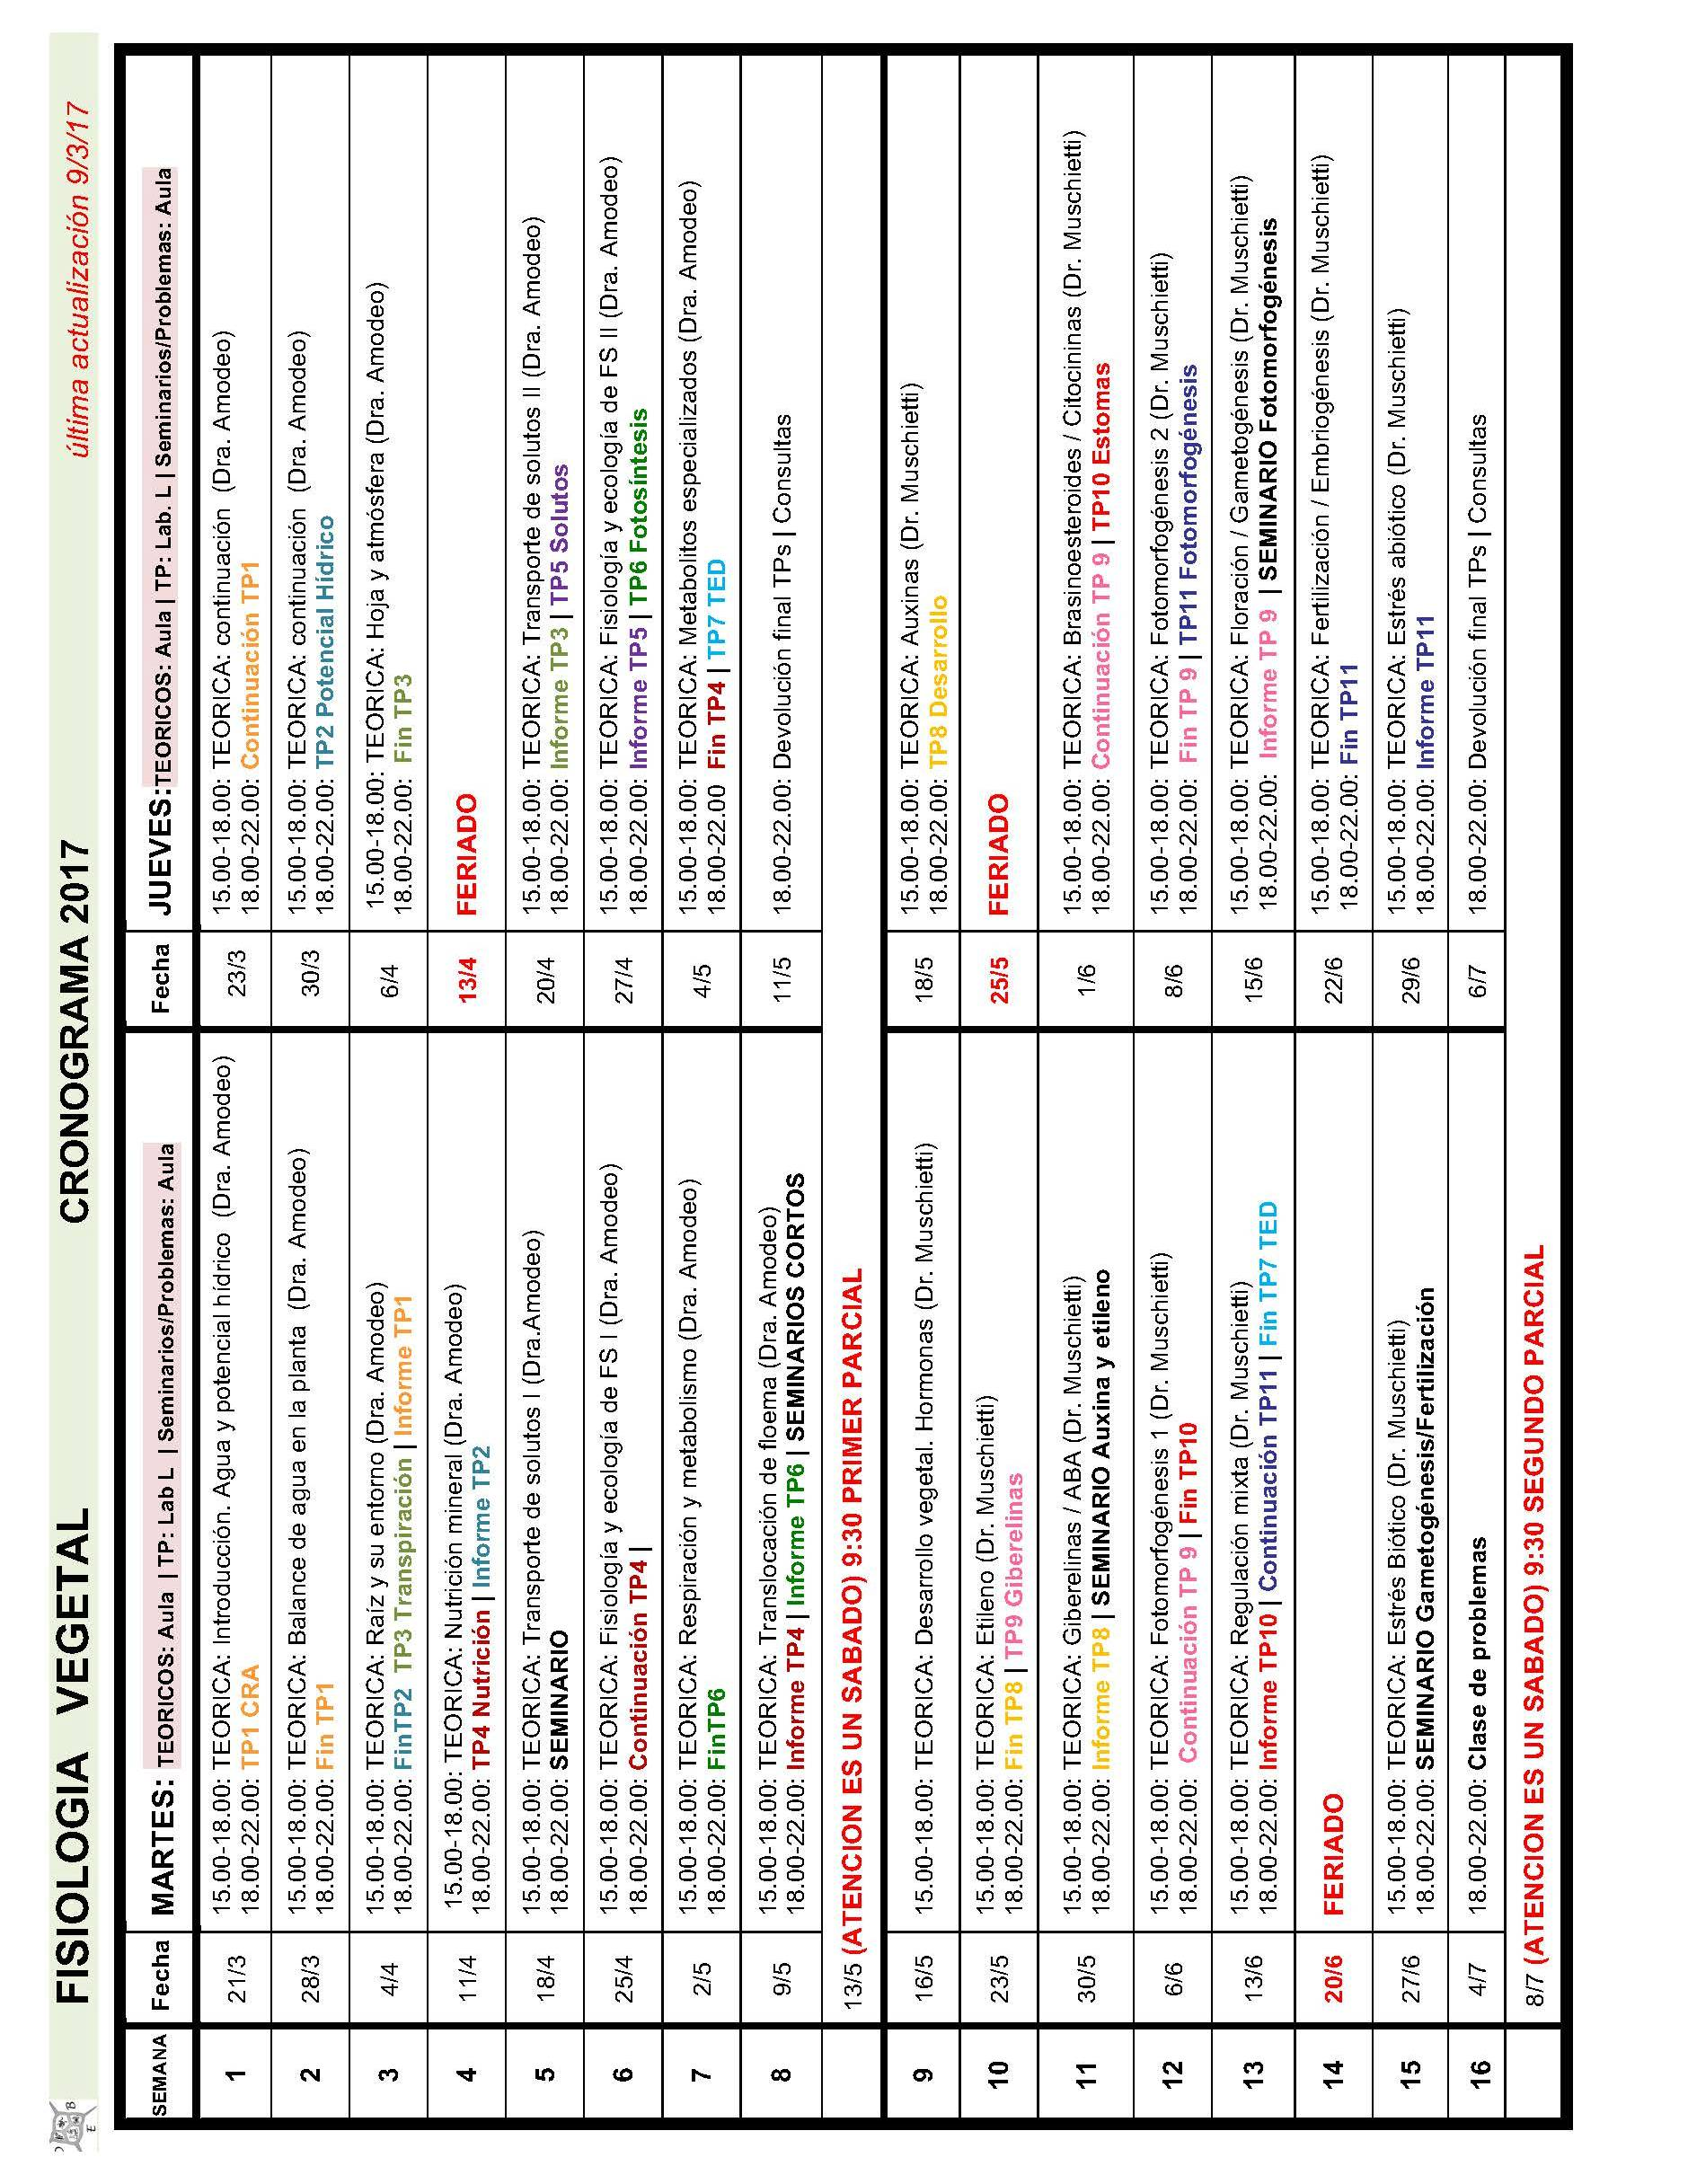 FISIOLOGIA VEGETAL CRONOGRAMA 2017 última actualización 9/3/17
SEMANA Fecha MARTES: TEORICOS: Aula | TP: Lab L | Seminarios/Problemas: Aula Fecha JUEVES: TEORICOS: Aula | TP: Lab. L | Seminarios/Problemas: Aula
1 21/3 15.00-18.00: TEORICA: Introducción. Agua y potencial hídrico (Dra. Amodeo)
18.00-22.00: TP1 CRA
23/3 15.00-18.00: TEORICA: continuación (Dra. Amodeo)
18.00-22.00: Continuación TP1
2 28/3 15.00-18.00: TEORICA: Balance de agua en la planta (Dra. Amodeo)
18.00-22.00: Fin TP1
30/3 15.00-18.00: TEORICA: continuación (Dra. Amodeo)
18.00-22.00: TP2 Potencial Hídrico
3 4/4 15.00-18.00: TEORICA: Raíz y su entorno (Dra. Amodeo)
18.00-22.00: FinTP2 TP3 Transpiración | Informe TP1
6/4 15.00-18.00: TEORICA: Hoja y atmósfera (Dra. Amodeo)
18.00-22.00: Fin TP3
4 11/4 15.00-18.00: TEORICA: Nutrición mineral (Dra. Amodeo)
18.00-22.00: TP4 Nutrición | Informe TP2
13/4 FERIADO
5 18/4 15.00-18.00: TEORICA: Transporte de solutos I (Dra.Amodeo)
18.00-22.00: SEMINARIO
20/4 15.00-18.00: TEORICA: Transporte de solutos II (Dra. Amodeo)
18.00-22.00: Informe TP3 | TP5 Solutos
6 25/4 15.00-18.00: TEORICA: Fisiología y ecología de FS I (Dra. Amodeo)
18.00-22.00: Continuación TP4 |
27/4 15.00-18.00: TEORICA: Fisiología y ecología de FS II (Dra. Amodeo)
18.00-22.00: Informe TP5 | TP6 Fotosíntesis
7 2/5 15.00-18.00: TEORICA: Respiración y metabolismo (Dra. Amodeo)
18.00-22.00: FinTP6
4/5 15.00-18.00: TEORICA: Metabolitos especializados (Dra. Amodeo)
18.00-22.00 Fin TP4 | TP7 TED
8 9/5 15.00-18.00: TEORICA: Translocación de floema (Dra. Amodeo)
18.00-22.00: Informe TP4 | Informe TP6 | SEMINARIOS CORTOS
11/5 18.00-22.00: Devolución final TPs | Consultas
13/5 (ATENCION ES UN SABADO) 9:30 PRIMER PARCIAL
9 16/5 15.00-18.00: TEORICA: Desarrollo vegetal. Hormonas (Dr. Muschietti)
18/5 15.00-18.00: TEORICA: Auxinas (Dr. Muschietti)
18.00-22.00: TP8 Desarrollo
10 23/5 15.00-18.00: TEORICA: Etileno (Dr. Muschietti)
18.00-22.00: Fin TP8 | TP9 Giberelinas
25/5 FERIADO
11 30/5 15.00-18.00: TEORICA: Giberelinas / ABA (Dr. Muschietti)
18.00-22.00: Informe TP8 | SEMINARIO Auxina y etileno
1/6 15.00-18.00: TEORICA: Brasinoesteroides / Citocininas (Dr. Muschietti)
18.00-22.00: Continuación TP 9 | TP10 Estomas
12 6/6 15.00-18.00: TEORICA: Fotomorfogénesis 1 (Dr. Muschietti)
18.00-22.00: Continuación TP 9 | Fin TP10
8/6 15.00-18.00: TEORICA: Fotomorfogénesis 2 (Dr. Muschietti)
18.00-22.00: Fin TP 9 | TP11 Fotomorfogénesis
13 13/6 15.00-18.00: TEORICA: Regulación mixta (Dr. Muschietti)
18.00-22.00: Informe TP10 | Continuación TP11 | Fin TP7 TED
15/6 15.00-18.00: TEORICA: Floración / Gametogénesis (Dr. Muschietti)
18.00-22.00: Informe TP 9 | SEMINARIO Fotomorfogénesis
14 20/6 FERIADO
22/6 15.00-18.00: TEORICA: Fertilización / Embriogénesis (Dr. Muschietti)
18.00-22.00: Fin TP11
15 27/6 15.00-18.00: TEORICA: Estrés Biótico (Dr. Muschietti)
18.00-22.00: SEMINARIO Gametogénesis/Fertilización
29/6 15.00-18.00: TEORICA: Estrés abiótico (Dr. Muschietti)
18.00-22.00: Informe TP11
16 4/7 18.00-22.00: Clase de problemas
6/7 18.00-22.00: Devolución final TPs | Consultas
8/7 (ATENCION ES UN SABADO) 9:30 SEGUNDO PARCIAL